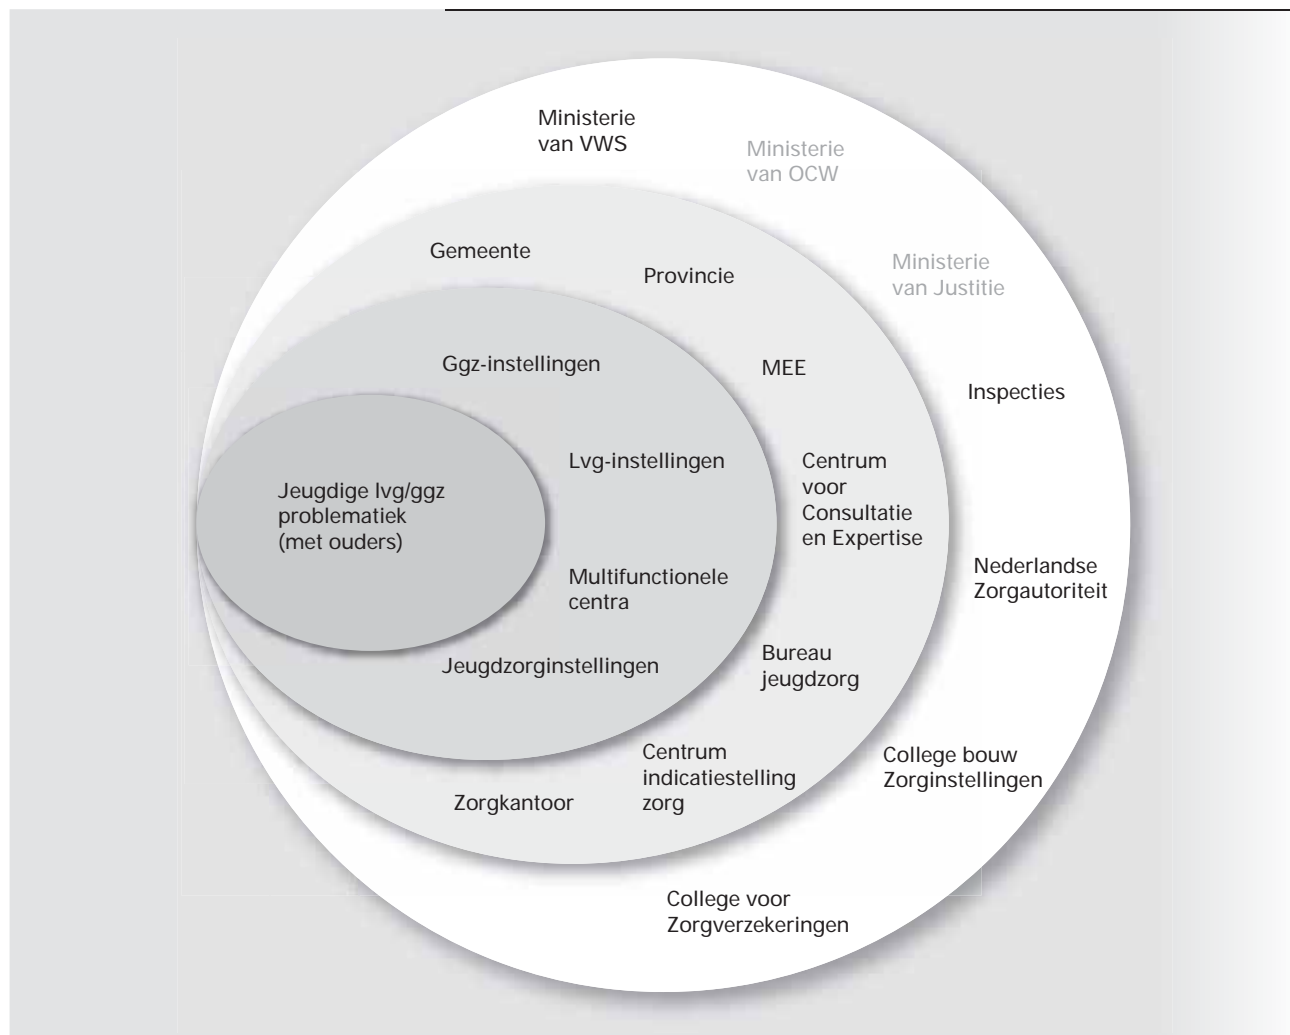 Ministerie
van VWS
Ministerie
van OCW
Gemeente
Provincie
Ministerie
van Justitie
Ggz-instellingen
MEE
Inspecties
Lvg-instellingen
Centrum
voor
Consultatie
en Expertise
Jeugdige lvg/ggz
problematiek
(met ouders)
Nederlandse
Zorgautoriteit
Multifunctionele
centra
Jeugdzorginstellingen
Bureau
jeugdzorg
Centrum
indicatiestelling
zorg
College bouw
Zorginstellingen
Zorgkantoor
College voor
Zorgverzekeringen